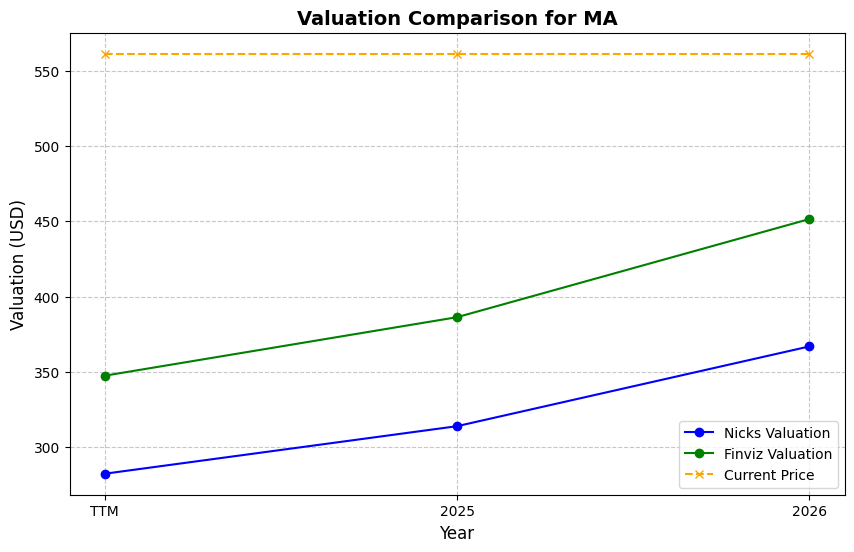 Valuation Comparison for MA
Valuation (USD)
550
500
450
400
350
300
TTM
2025
2026
Year
Nicks Valuation
Finviz Valuation
Current Price